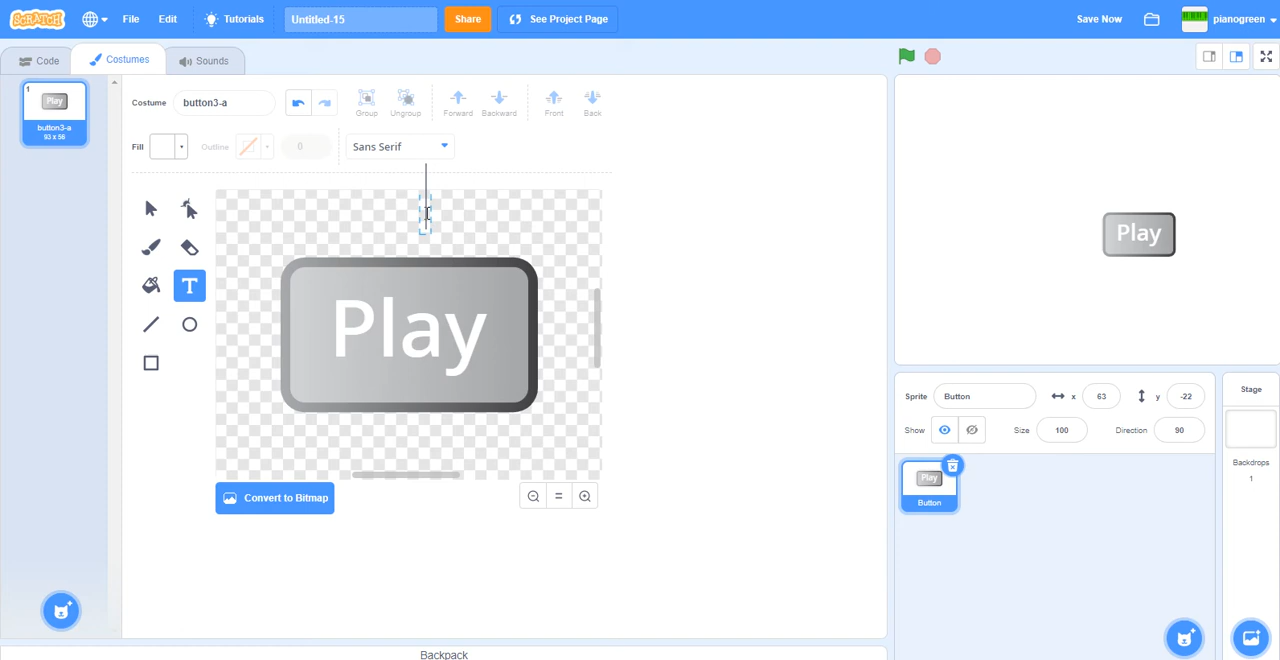 SCRATCH File Edit Tutorials Untitled-15 Share See Project Page Save Now pianogreen
Code Costumes Sounds
1
Play
button3-a
93 x 56
Costume button3-a Group Ungroup Forward Backward Front Back
Fill Outline 0 Sans Serif
T
Play
Convert to Bitmap
Play
Sprite Button x 63 y -22
Show Size 100 Direction 90
Play
Button
Stage
Backdrops
1
Backpack